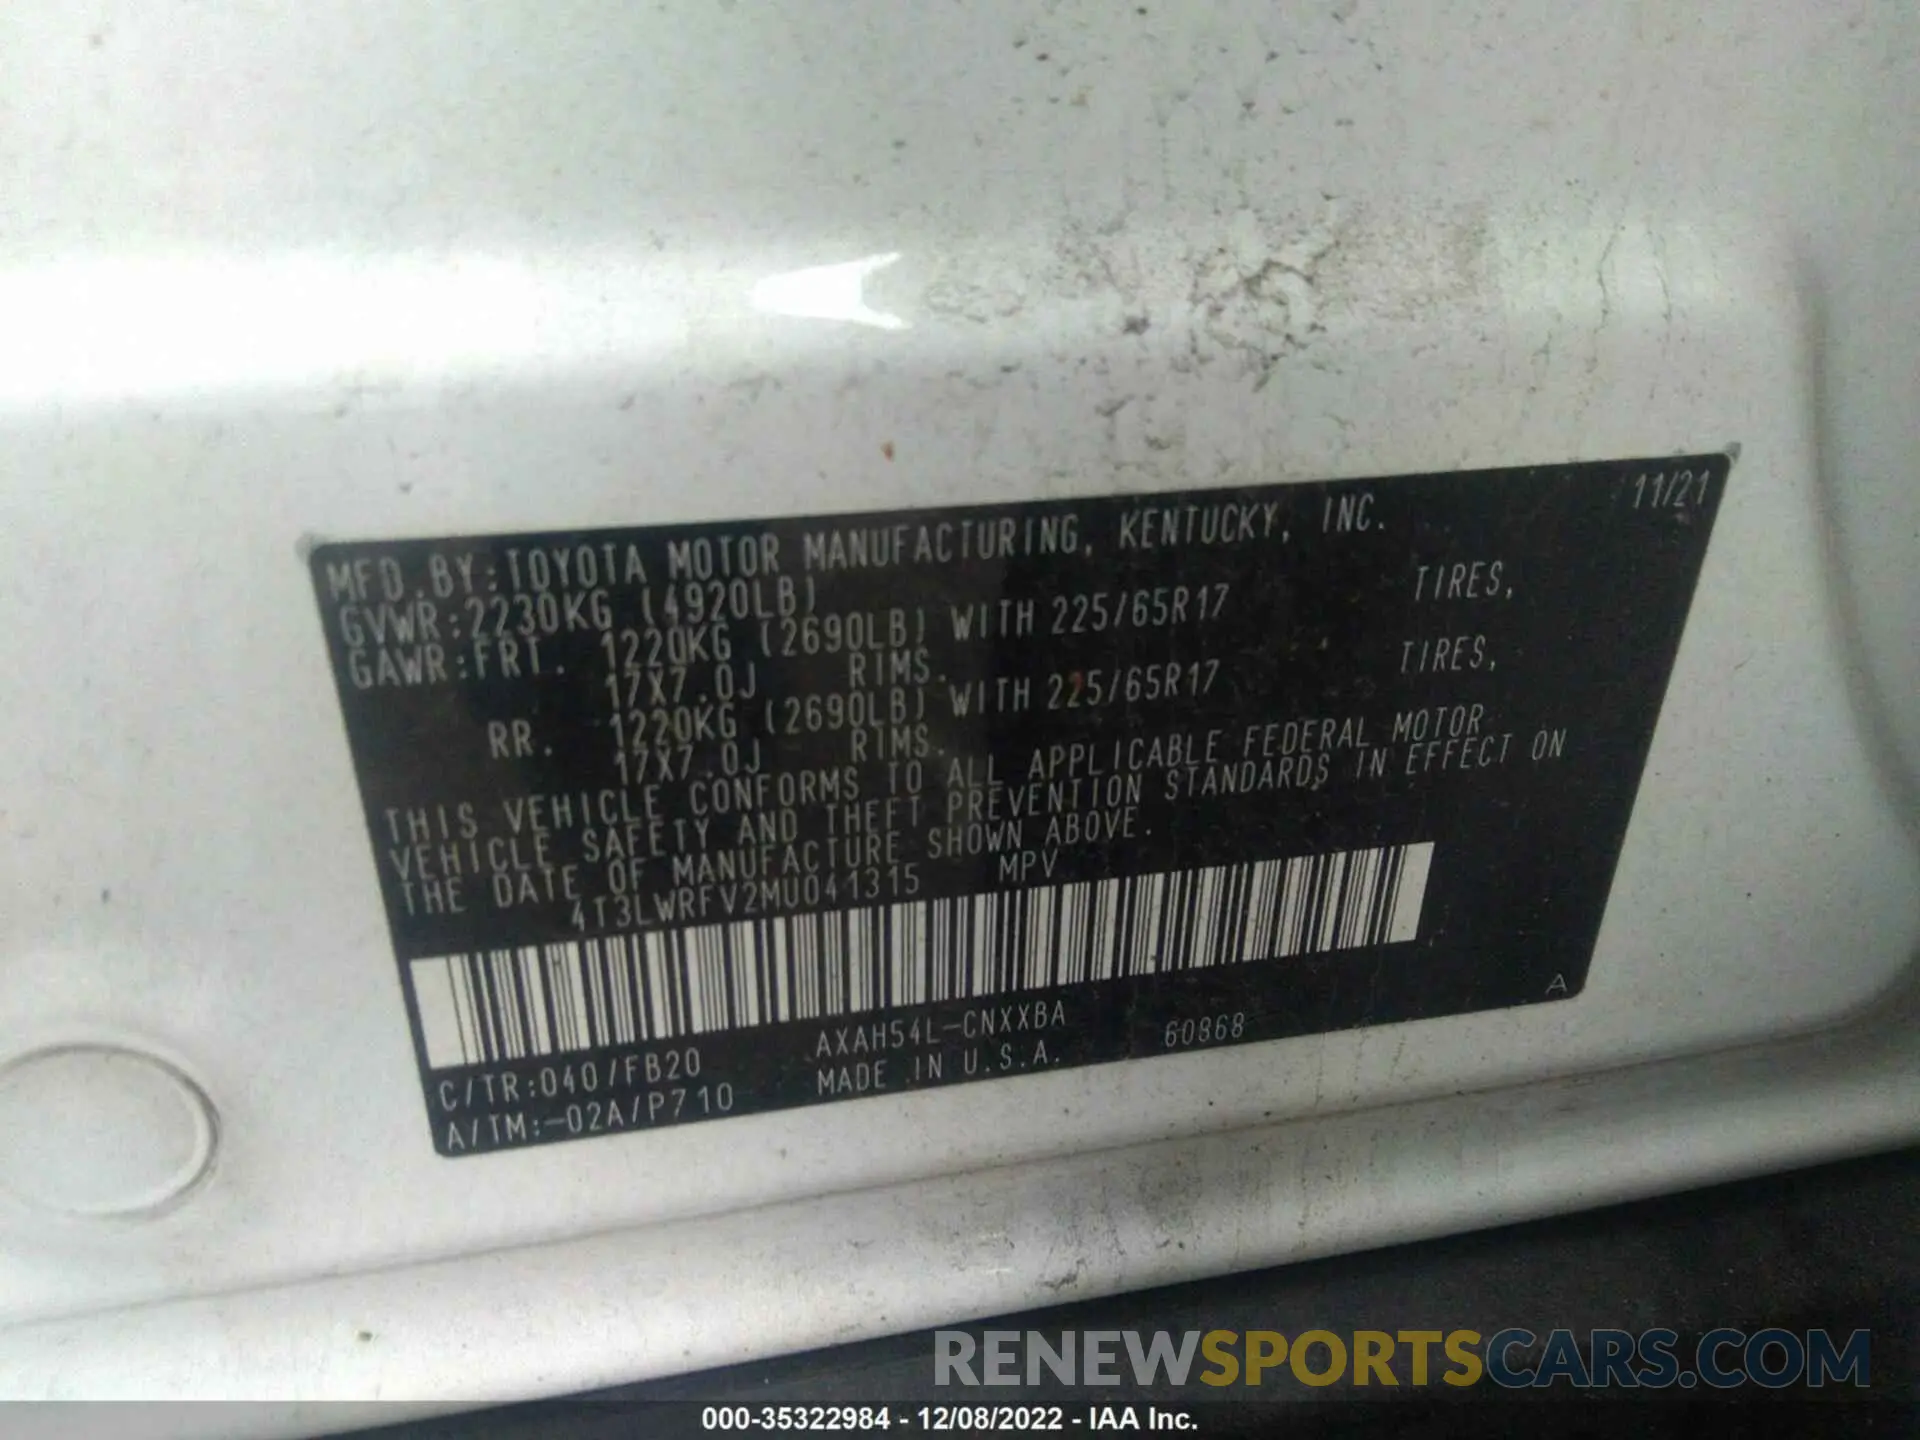 11/21
MFD.BY:TOYOTA MOTOR MANUFACTURING, KENTUCKY, INC.
GVWR:2230KG (4920LB)
GAWR:FRT. 1220KG (2690LB) WITH 225/65R17 TIRES,
17X7.0J RIMS.
RR. 1220KG (2690LB) WITH 225/65R17 TIRES,
17X7.0J RIMS.
THIS VEHICLE CONFORMS TO ALL APPLICABLE FEDERAL MOTOR
VEHICLE SAFETY AND THEFT PREVENTION STANDARDS IN EFFECT ON
THE DATE OF MANUFACTURE SHOWN ABOVE.
4T3LWRFV2MU041315 MPV
C/TR:040/FB20 AXAH54L-CNXXBA 60868 A
A/TM:-02A/P710 MADE IN U.S.A.
RENEWSPORTSCARS.COM
000-35322984 - 12/08/2022 - IAA Inc.